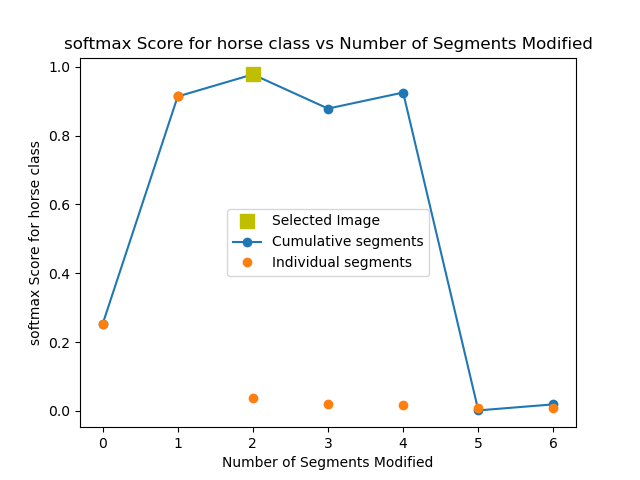 softmax Score for horse class vs Number of Segments Modified
1.0
0.8
0.6
0.4
0.2
0.0
softmax Score for horse class
Selected Image
Cumulative segments
Individual segments
0 1 2 3 4 5 6
Number of Segments Modified